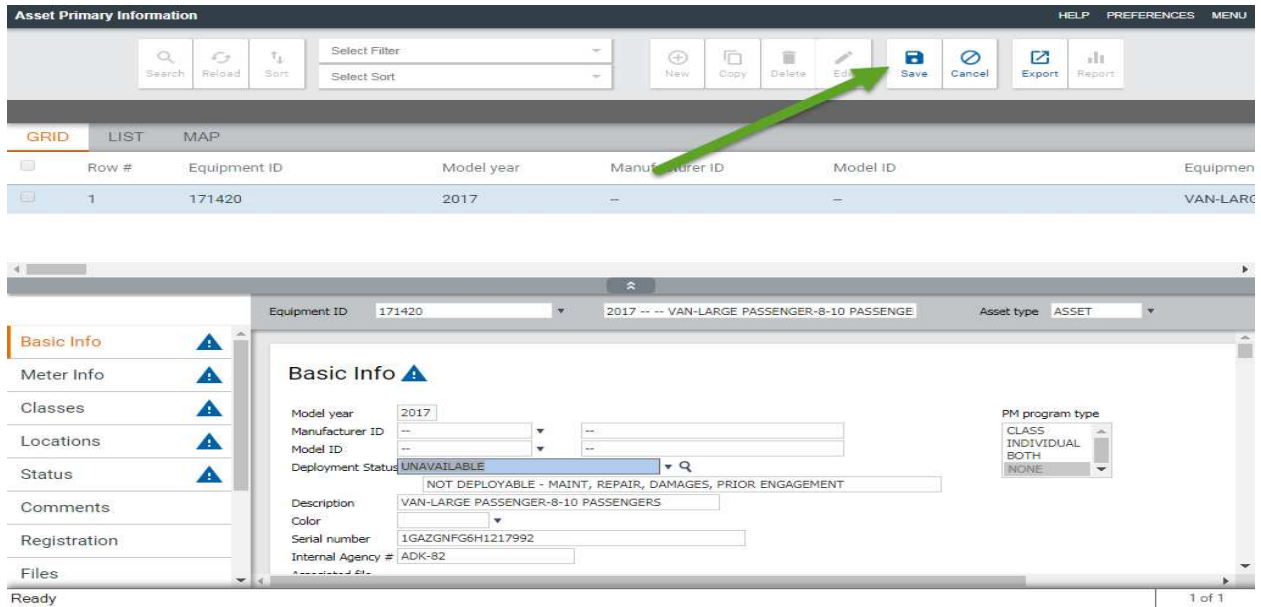 Asset Primary Information HELP PREFERENCES MENU
Select Filter
Search Reload Sort New Copy Delete Save Cancel Export Report
Select Sort
GRID LIST MAP
Row # Equipment ID Model year Manufacturer ID Model ID Equipmen
1 171420 2017 -- -- VAN-LARG
Equipment ID 171420 2017 -- -- VAN-LARGE PASSENGER-8-10 PASSENGE Asset type ASSET
Basic Info
Meter Info
Classes
Locations
Status
Comments
Registration
Files
Basic Info
Model year 2017
Manufacturer ID -- --
Model ID -- --
Deployment Status UNAVAILABLE
NOT DEPLOYABLE - MAINT, REPAIR, DAMAGES, PRIOR ENGAGEMENT
Description VAN-LARGE PASSENGER-8-10 PASSENGERS
Color
Serial number 1GAZGNFG6H1217992
Internal Agency # ADK-82
PM program type
CLASS
INDIVIDUAL
BOTH
NONE
Ready 1 of 1